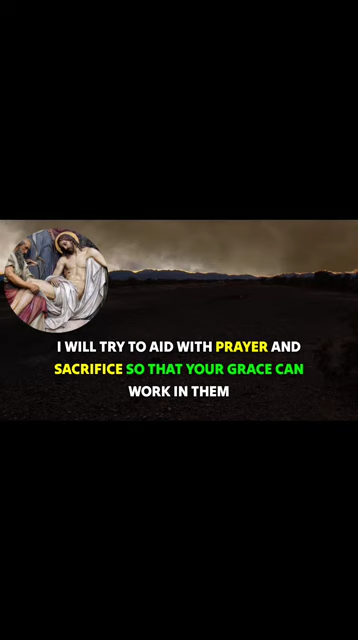 I WILL TRY TO AID WITH PRAYER AND
SACRIFICE SO THAT YOUR GRACE CAN
WORK IN THEM